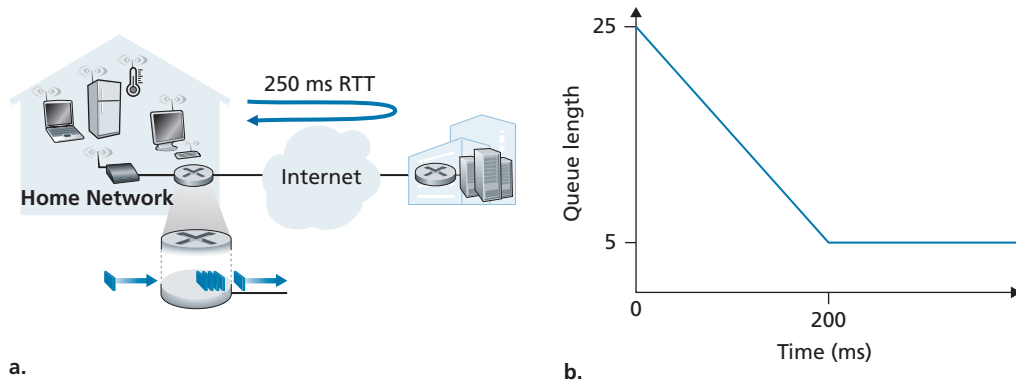 250 ms RTT
Internet
Home Network
a.
25
5
Queue length
0
200
Time (ms)
b.